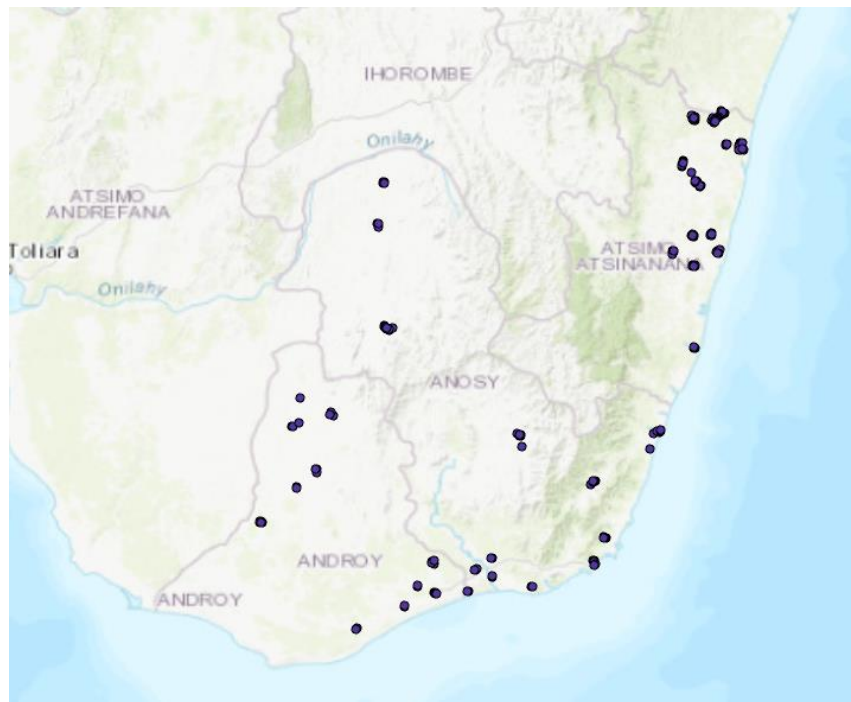 IHOROMBE
Onilahy
ATSIMO
ANDREFANA
Toliara
ATSIMO
ATSINANANA
Onilahy
ANOSY
ANDROY
ANDROY